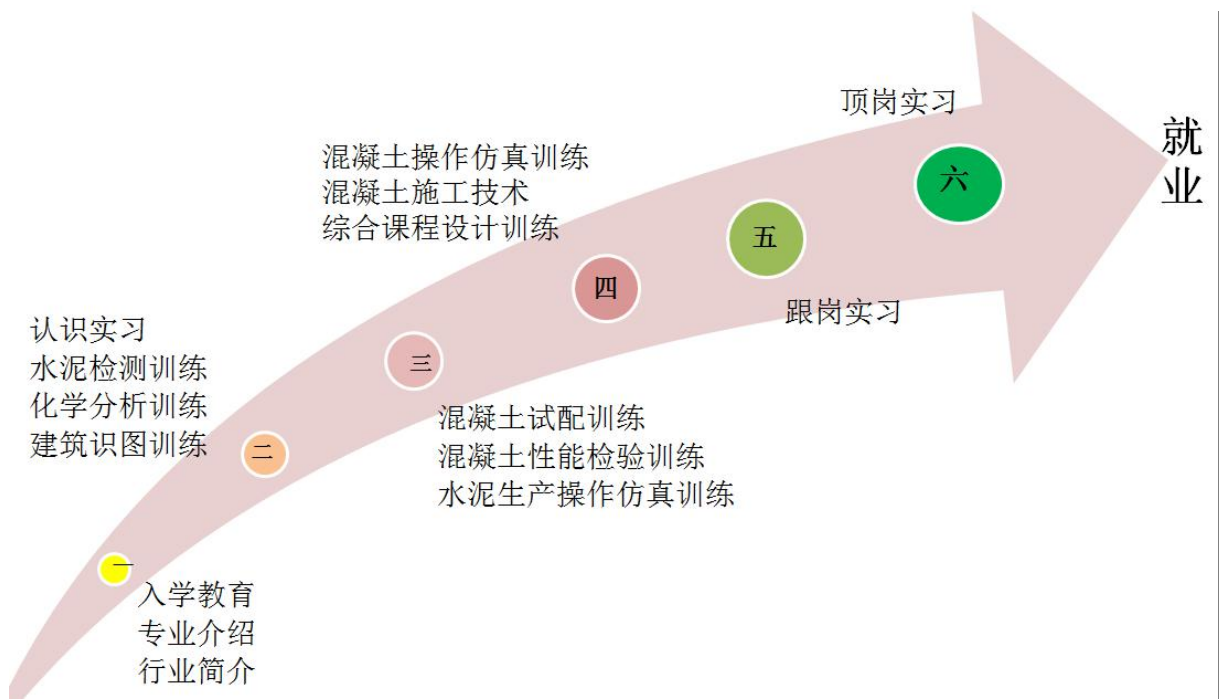 一
入学教育
专业介绍
行业简介
二
认识实习
水泥检测训练
化学分析训练
建筑识图训练
三
混凝土试配训练
混凝土性能检验训练
水泥生产操作仿真训练
四
混凝土操作仿真训练
混凝土施工技术
综合课程设计训练
五
跟岗实习
六
顶岗实习
就
业